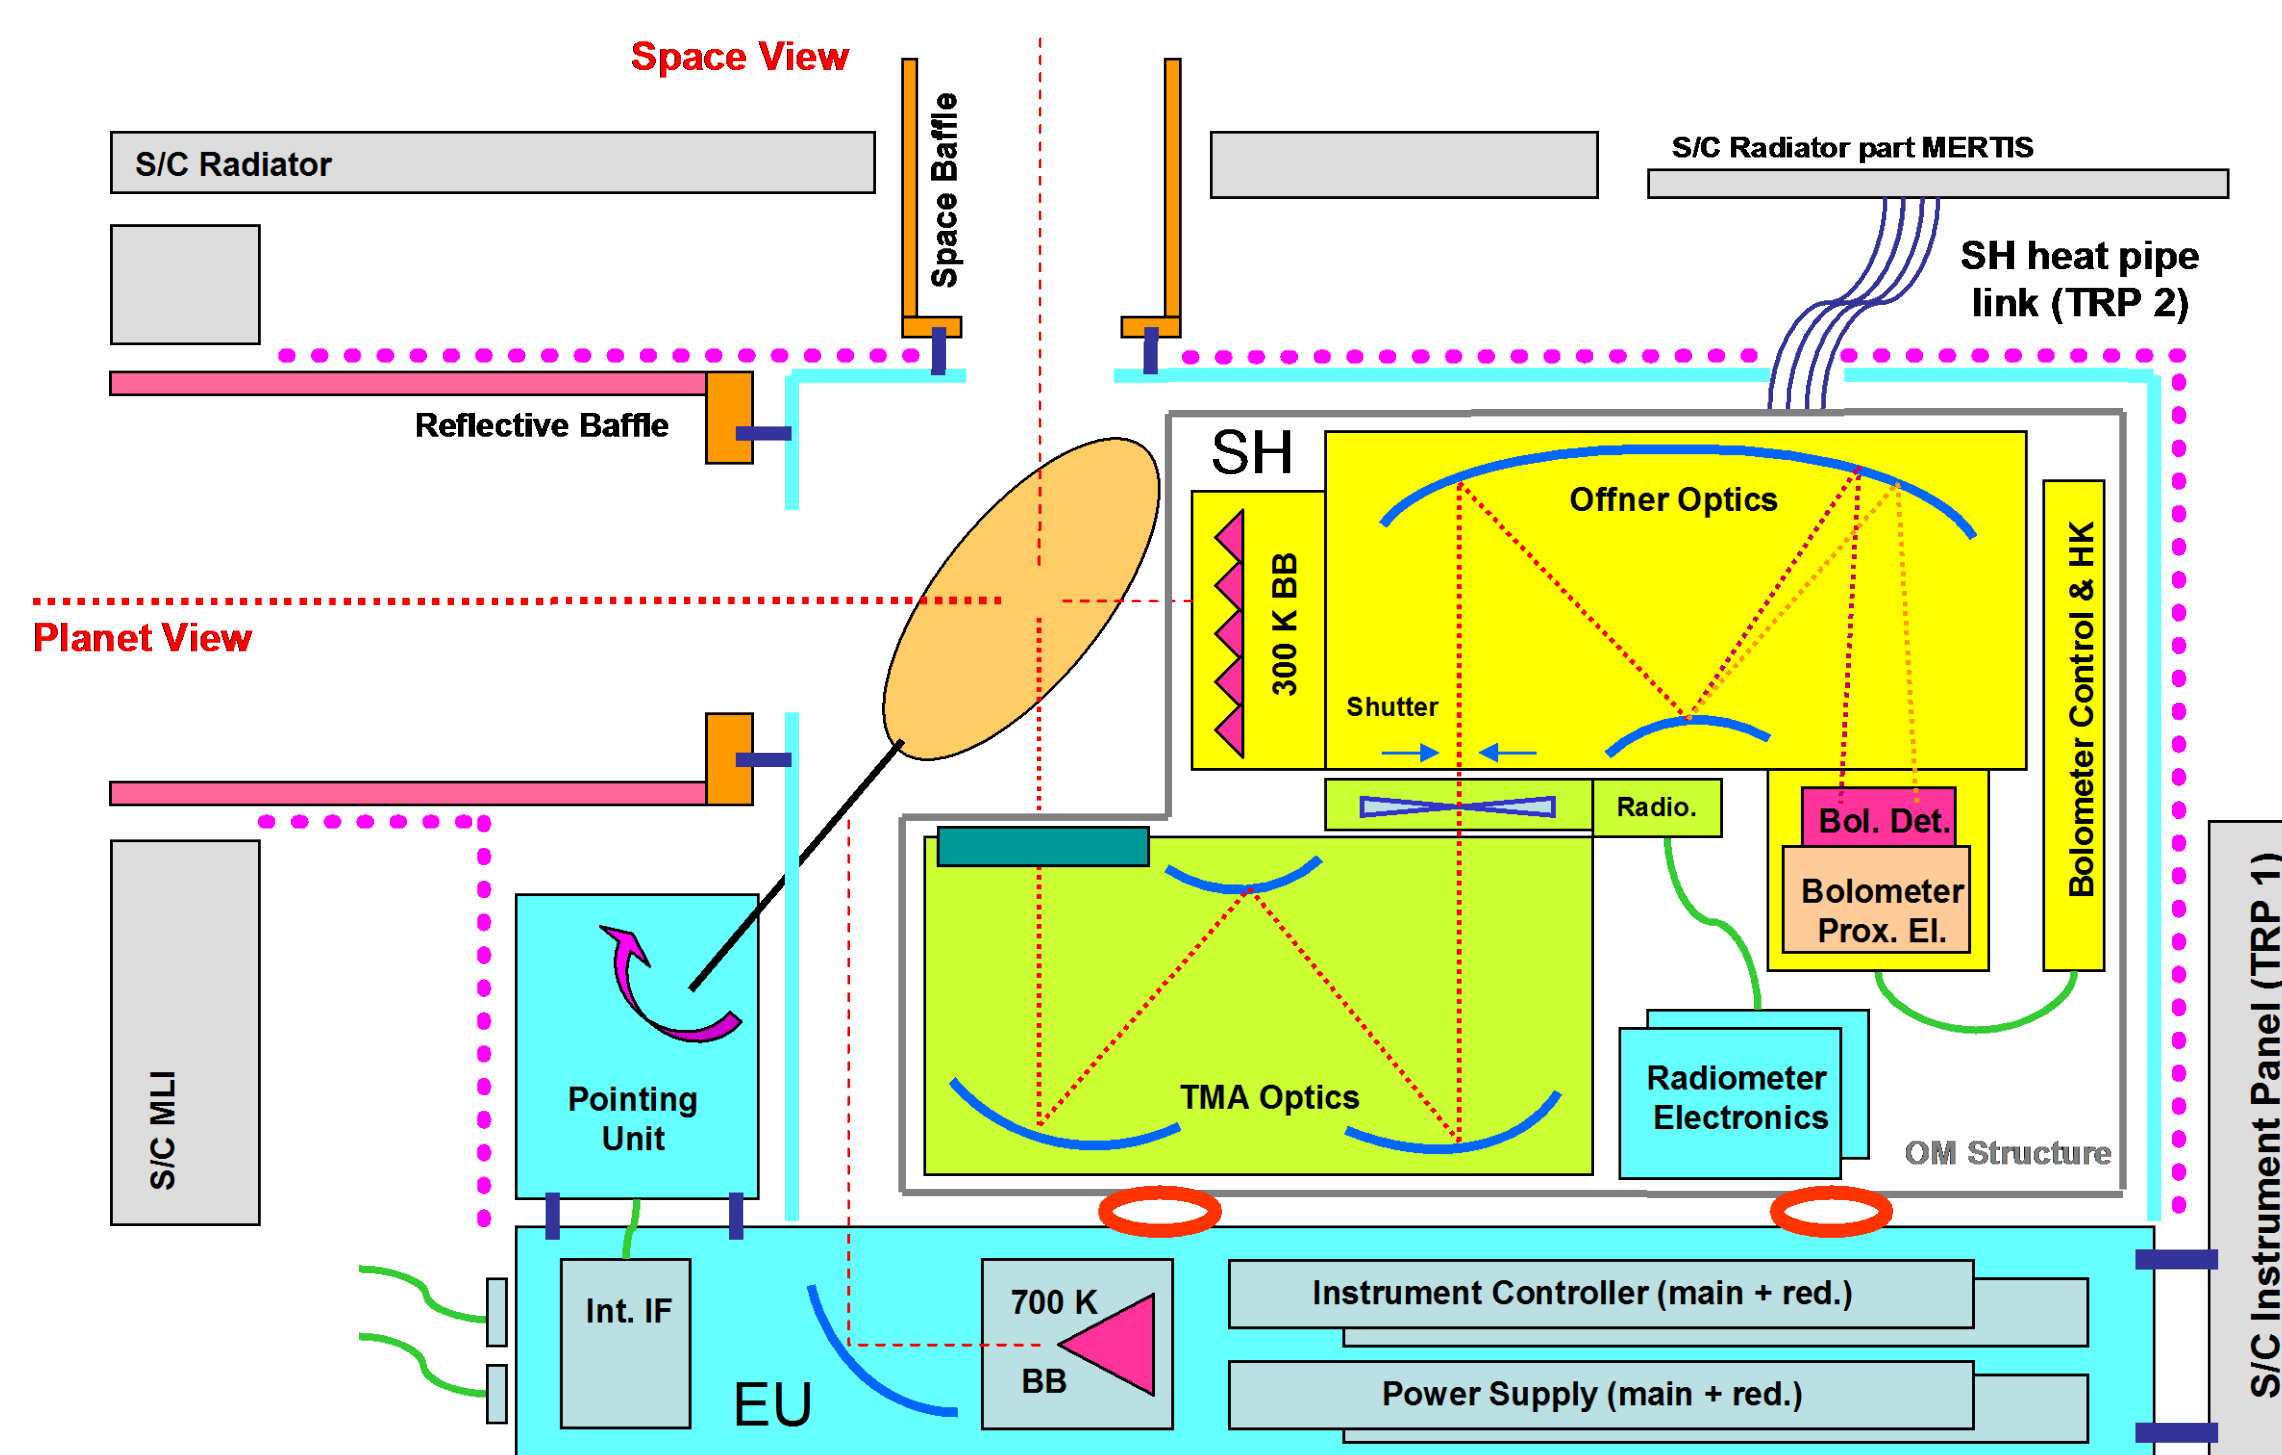 Space View
S/C Radiator
Space Baffle
S/C Radiator part MERTIS
SH heat pipe
link (TRP 2)
Reflective Baffle
SH
Offner Optics
300 K BB
Bolometer Control & HK
Planet View
Shutter
Radio.
Bol. Det.
Bolometer
Prox. El.
S/C MLI
Pointing
Unit
TMA Optics
Radiometer
Electronics
OM Structure
S/C Instrument Panel (TRP 1)
Int. IF
EU
700 K
BB
Instrument Controller (main + red.)
Power Supply (main + red.)